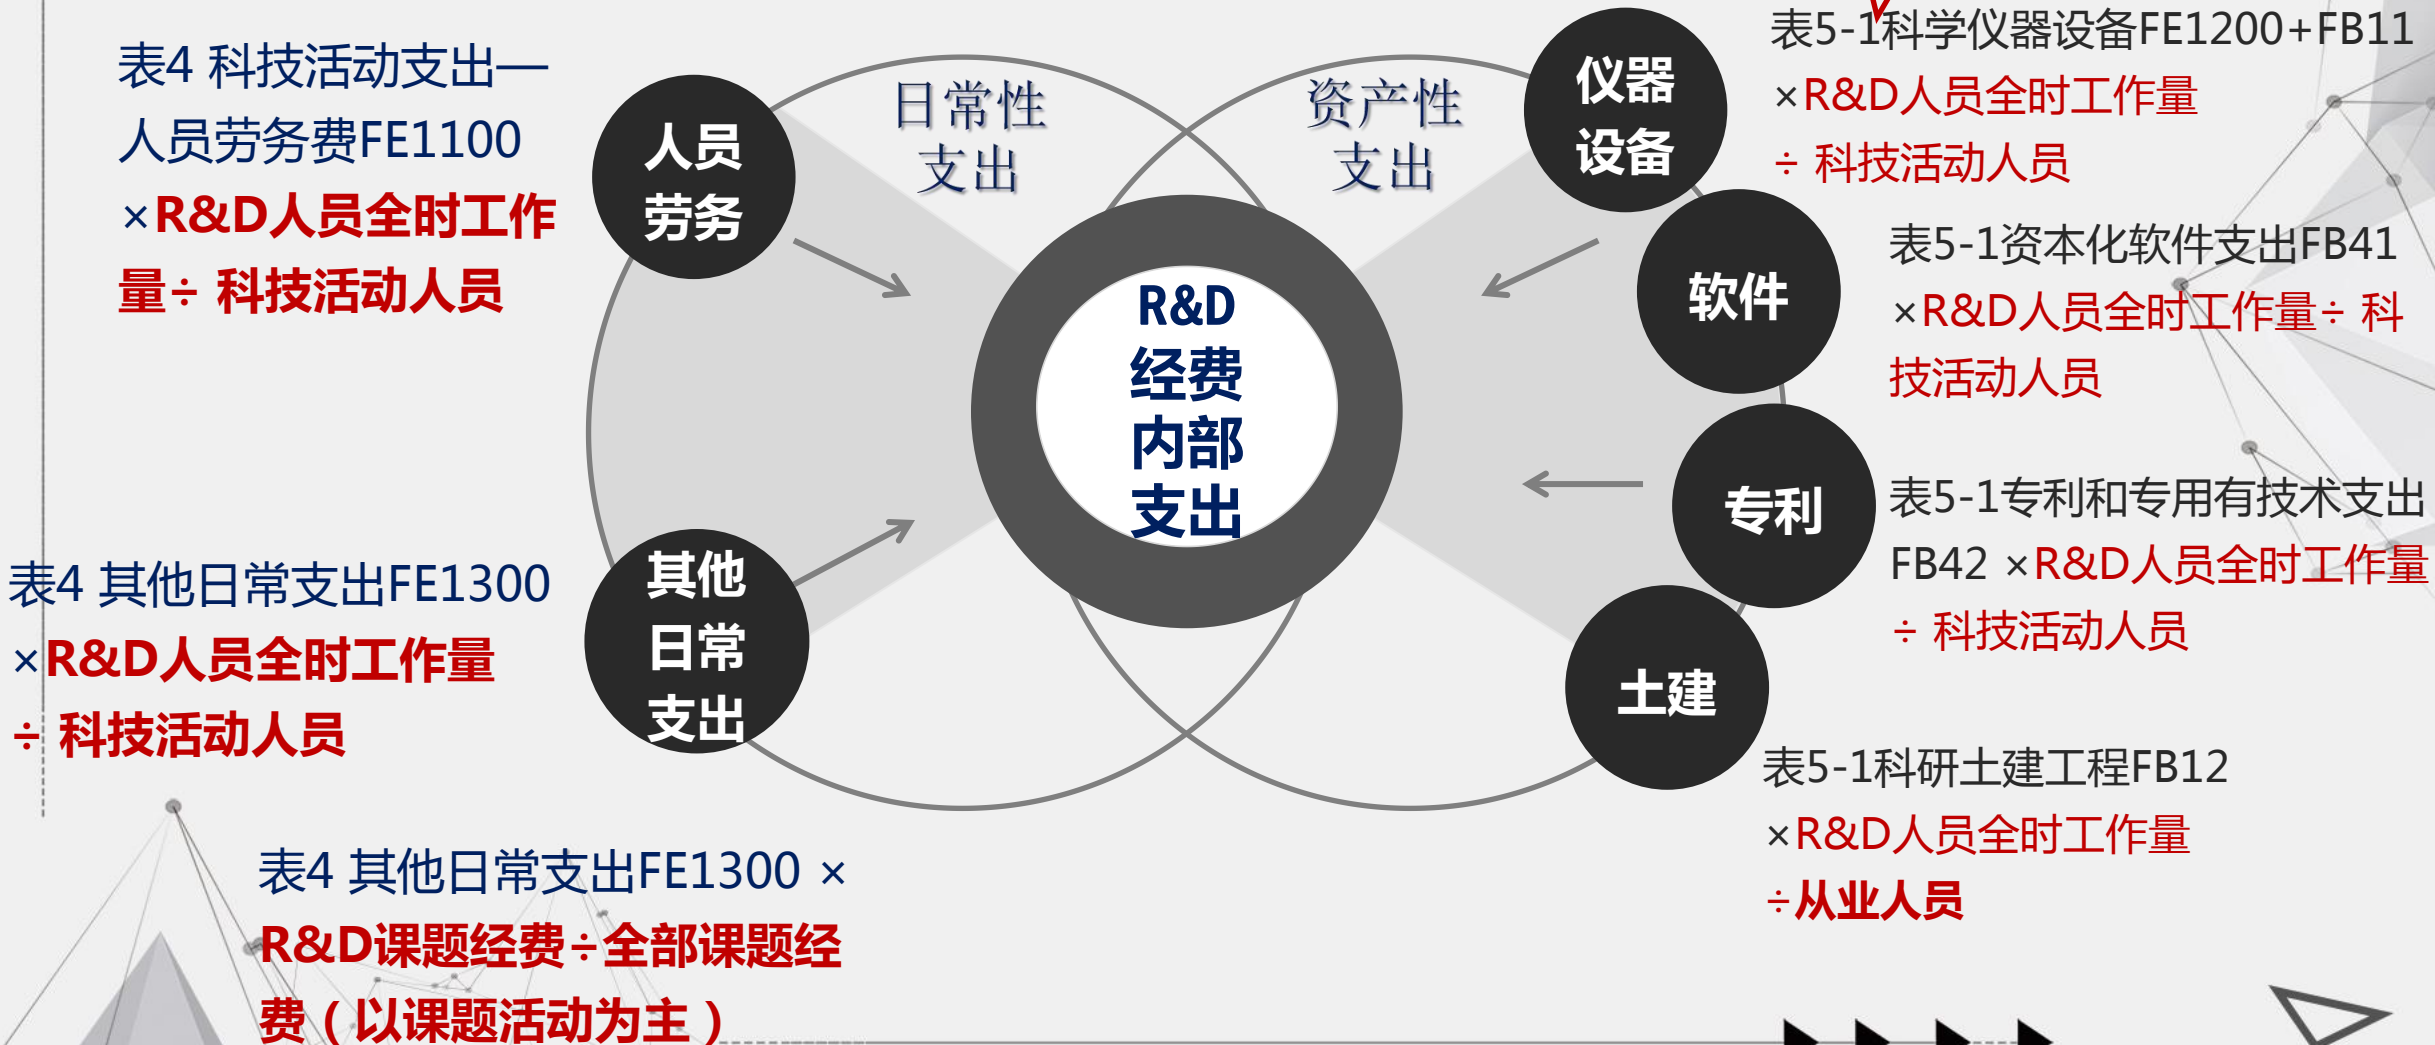 表4 科技活动支出—
人员劳务费FE1100
×R&D人员全时工作
量÷ 科技活动人员
人员
劳务
日常性
支出
资产性
支出
仪器
设备
表5-1科学仪器设备FE1200+FB11
×R&D人员全时工作量
÷ 科技活动人员
软件
表5-1资本化软件支出FB41
×R&D人员全时工作量÷ 科
技活动人员
R&D
经费
内部
支出
专利
表5-1专利和专用有技术支出
FB42 ×R&D人员全时工作量
÷ 科技活动人员
其他
日常
支出
表4 其他日常支出FE1300
×R&D人员全时工作量
÷ 科技活动人员
土建
表5-1科研土建工程FB12
×R&D人员全时工作量
÷从业人员
表4 其他日常支出FE1300 ×
R&D课题经费÷全部课题经
费（以课题活动为主）